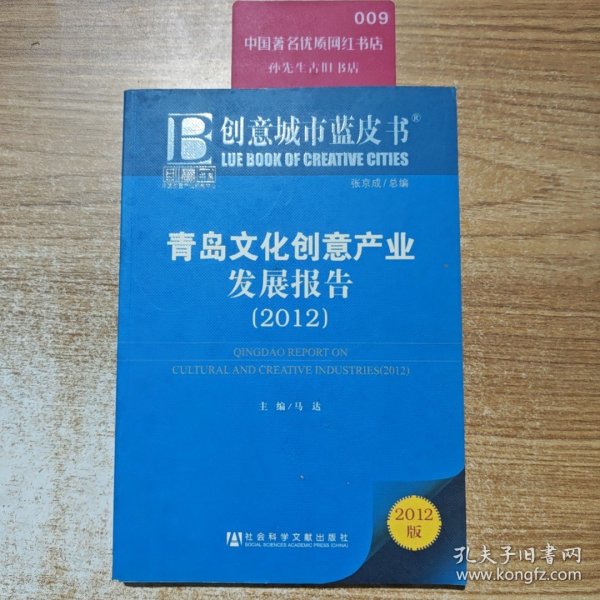 009
中国著名优质网红书店
孙先生古旧书店
B
创意城市蓝皮书®
LUE BOOK OF CREATIVE CITIES
张京成/总编
青岛文化创意产业
发展报告
(2012)
QINGDAO REPORT ON
CULTURAL AND CREATIVE INDUSTRIES(2012)
主 编/马 达
2012
版
社会科学文献出版社
SOCIAL SCIENCES ACADEMIC PRESS (CHINA)
孔夫子旧书网
www.kongfz.com